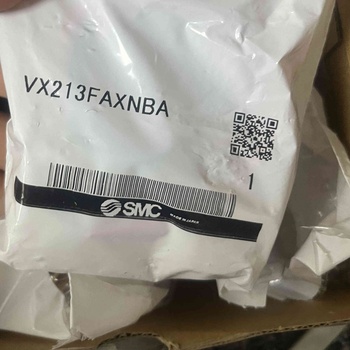 VX213FAXNBA
1
SMC
MADE IN JAPAN